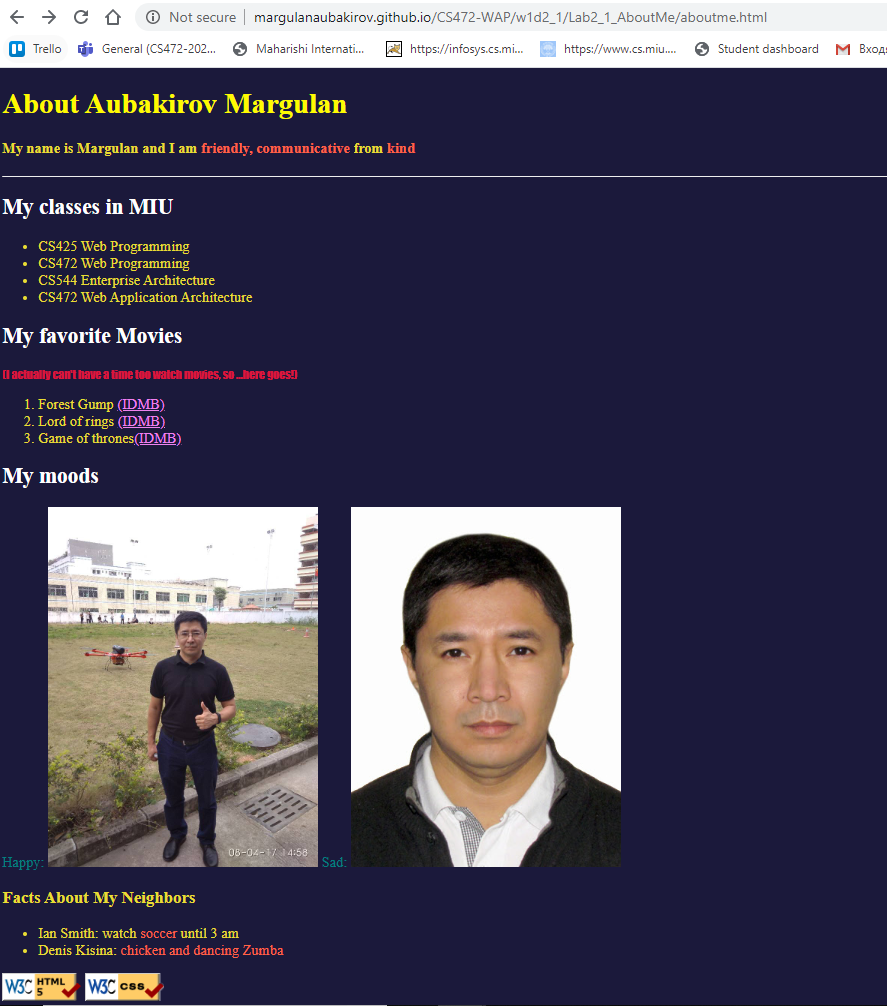 Not secure | margulanaubakirov.github.io/CS472-WAP/w1d2_1/Lab2_1_AboutMe/aboutme.html
Trello General (CS472-202... Maharishi Internati... https://infosys.cs.mi... https://www.cs.miu.... Student dashboard Входя
About Aubakirov Margulan
My name is Margulan and I am friendly, communicative from kind
My classes in MIU
• CS425 Web Programming
• CS472 Web Programming
• CS544 Enterprise Architecture
• CS472 Web Application Architecture
My favorite Movies
(I actually can't have a time too watch movies, so ...here goes!)
1. Forest Gump (IDMB)
2. Lord of rings (IDMB)
3. Game of thrones(IDMB)
My moods
08-04-17 14:58
Happy: Sad:
Facts About My Neighbors
• Ian Smith: watch soccer until 3 am
• Denis Kisina: chicken and dancing Zumba
W3C HTML 5 W3C css